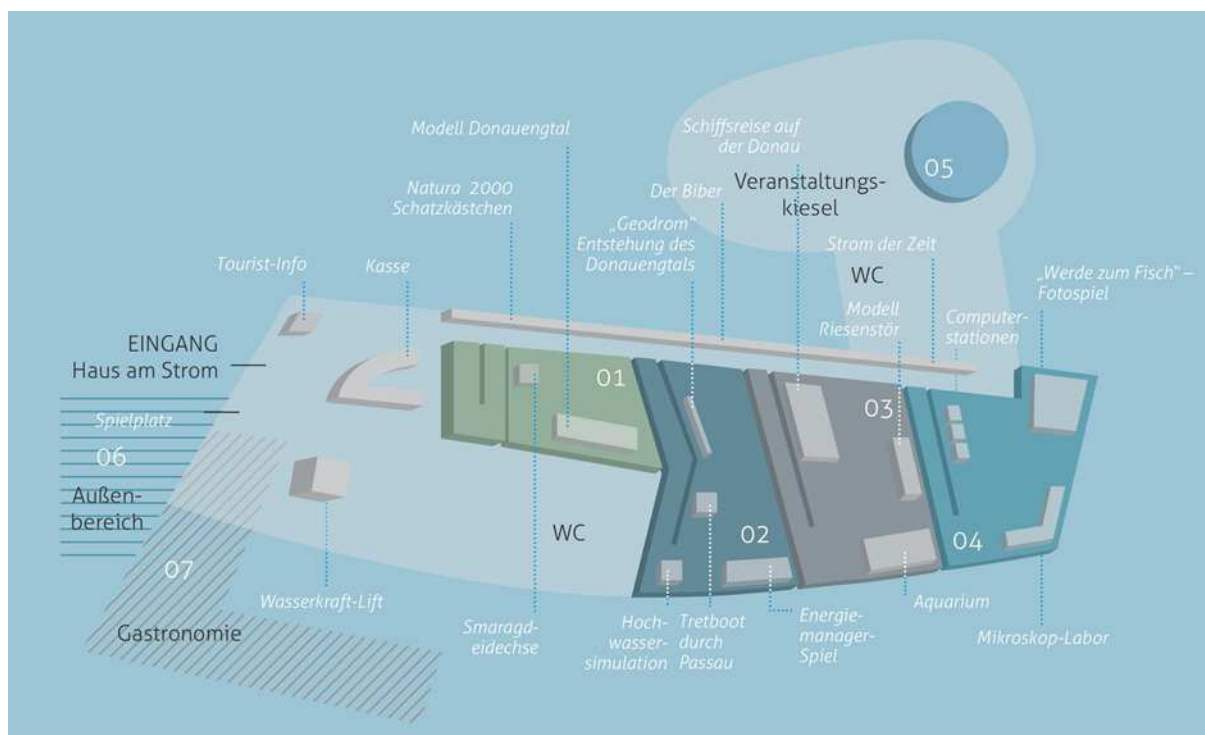 Modell Donauengtal
Schiffsreise auf
der Donau
05
Natura 2000
Schatzkästchen
Der Biber
Veranstaltungs-
kiesel
„Geodrom“
Entstehung des
Donauengtals
Strom der Zeit
Tourist-Info
Kasse
WC
„Werde zum Fisch“ –
Fotospiel
Modell
Riesenstör
Computer-
stationen
EINGANG
Haus am Strom
01
03
Spielplatz
06
Außen-
bereich
WC
02
04
07
Gastronomie
Wasserkraft-Lift
Smaragd-
eidechse
Hoch-
wasser-
simulation
Tretboot
durch
Passau
Energie-
manager-
Spiel
Aquarium
Mikroskop-Labor